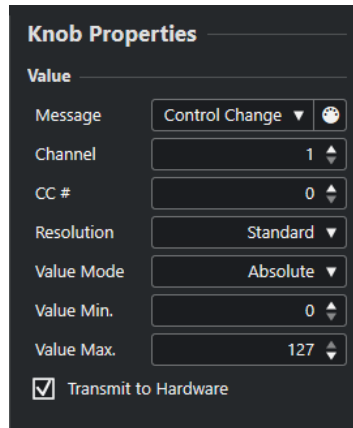 Knob Properties
Value
Message Control Change
Channel 1
CC # 0
Resolution Standard
Value Mode Absolute
Value Min. 0
Value Max. 127
Transmit to Hardware